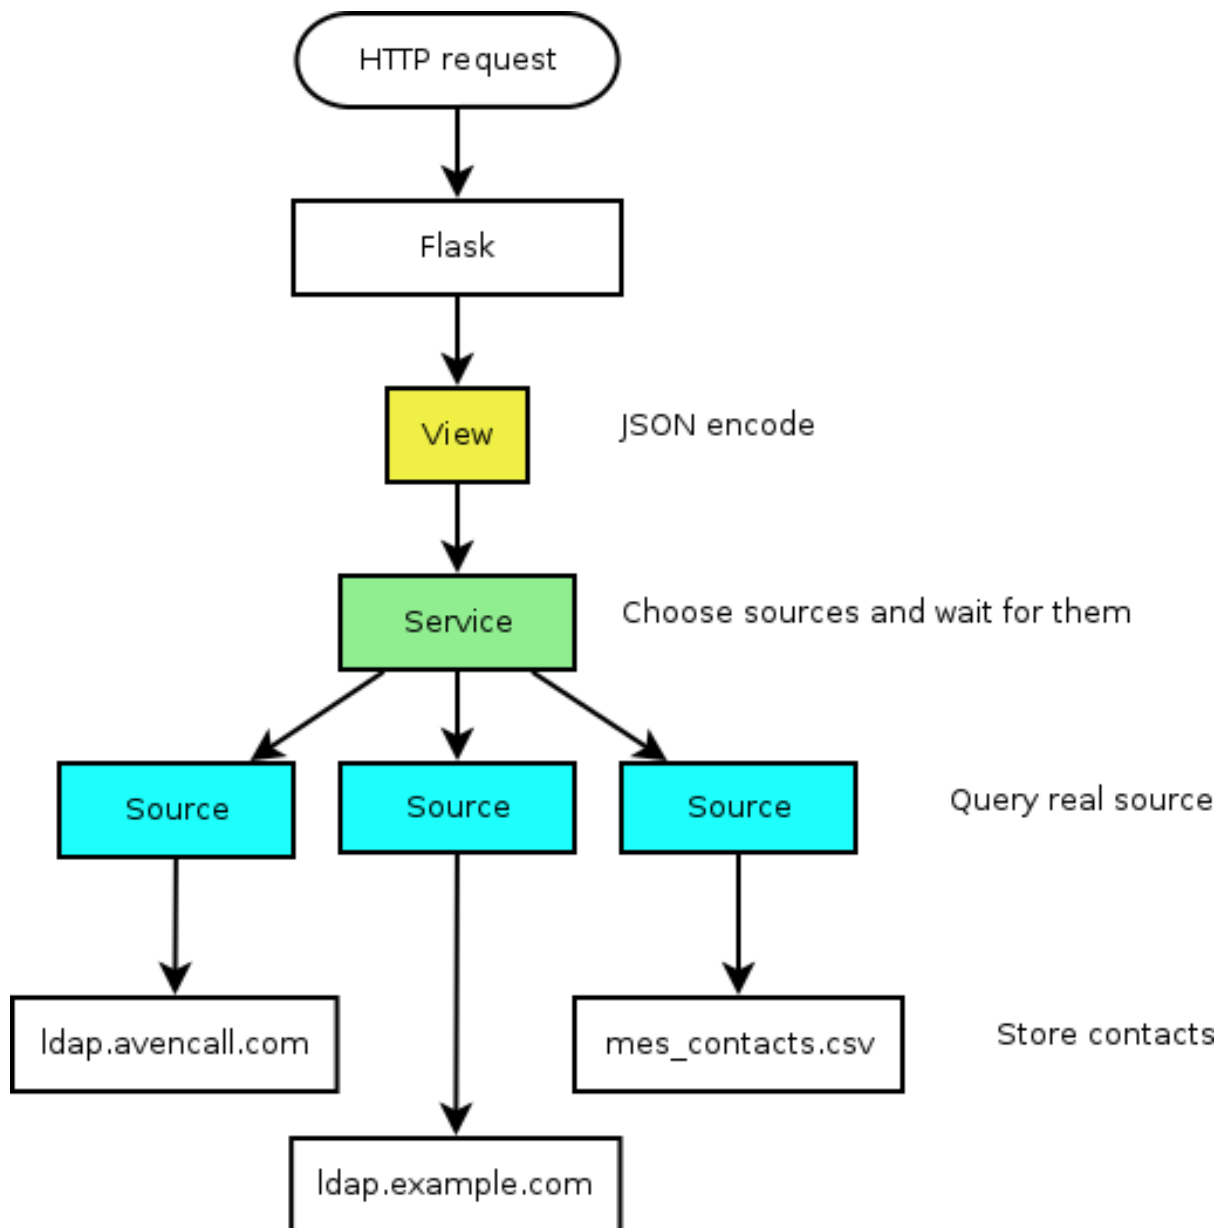 HTTP request
Flask
View
JSON encode
Service
Choose sources and wait for them
Source
Source
Source
Query real source
ldap.avencall.com
mes_contacts.csv
Store contacts
ldap.example.com